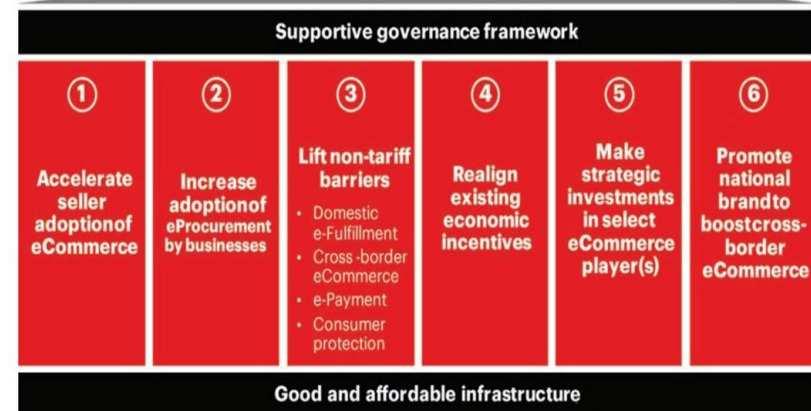 Supportive governance framework
1
Accelerate
seller
adoptionof
eCommerce
2
Increase
adoptionof
eProcurement
by businesses
3
Lift non-tariff
barriers
• Domestic
e-Fulfillment
• Cross-border
eCommerce
• e-Payment
• Consumer
protection
4
Realign
existing
economic
incentives
5
Make
strategic
investments
in select
eCommerce
player(s)
6
Promote
national
brandto
boostcross-
border
eCommerce
Good and affordable infrastructure